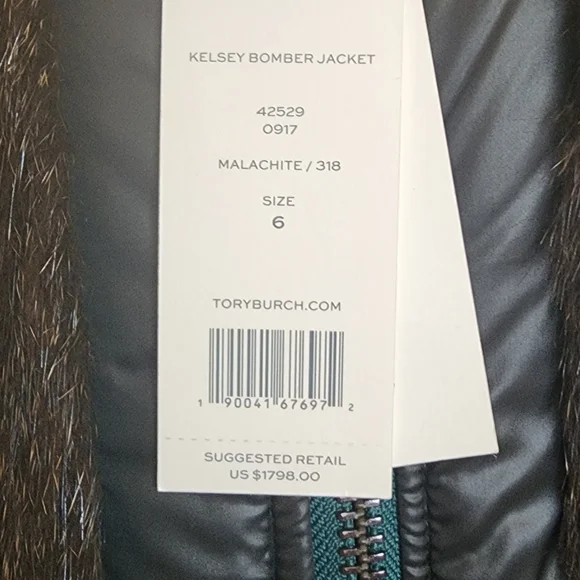 KELSEY BOMBER JACKET
42529
0917
MALACHITE / 318
SIZE
6
TORYBURCH.COM
1 90041 67697 2
SUGGESTED RETAIL
US $1798.00